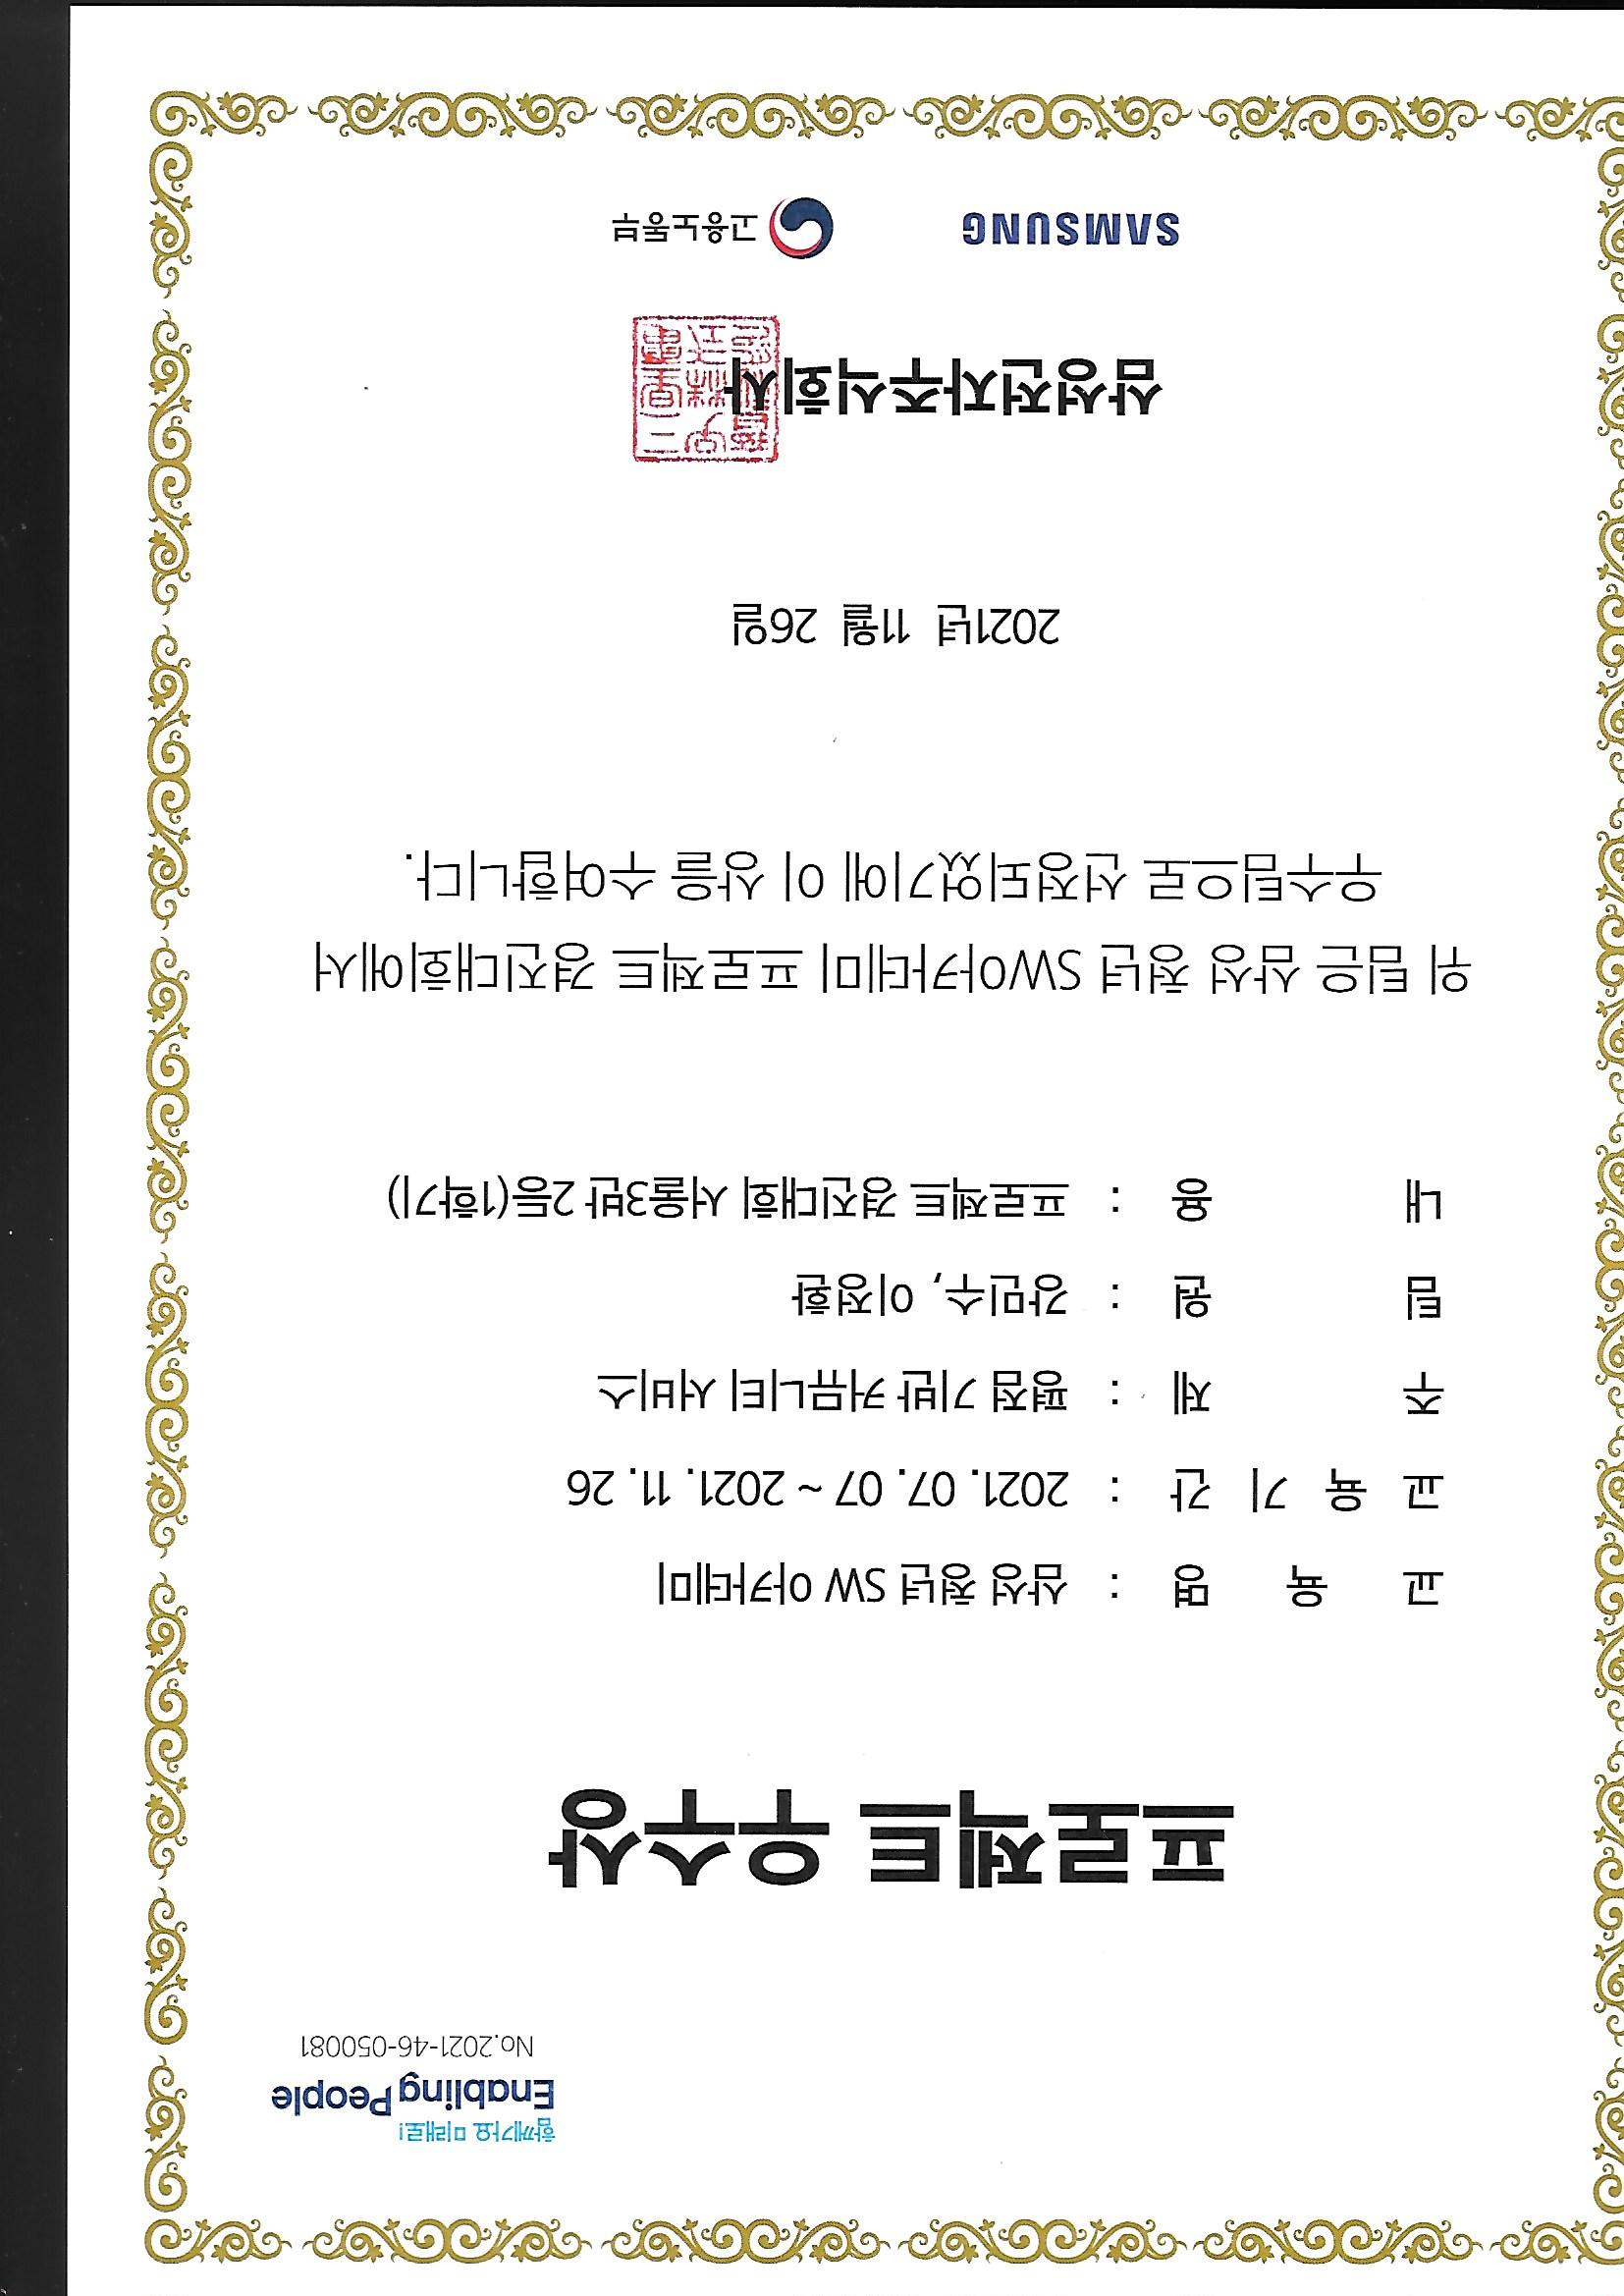 함께가요 미래로!
Enabling People
No.2021-46-050081
프로젝트 우수상
교 육 명 : 삼성 청년 SW 아카데미
교 육 기 간 : 2021. 07. 07 ~ 2021. 11. 26
주 제 : 평점 기반 커뮤니티 서비스
팀 원 : 강민수, 이정환
내 용 : 프로젝트 경진대회 서울3반 2등(1학기)
위 팀은 삼성 청년 SW아카데미 프로젝트 경진대회에서
우수팀으로 선정되었기에 이 상을 수여합니다.
2021년 11월 26일
삼성전자주식회사
SAMSUNG 고용노동부